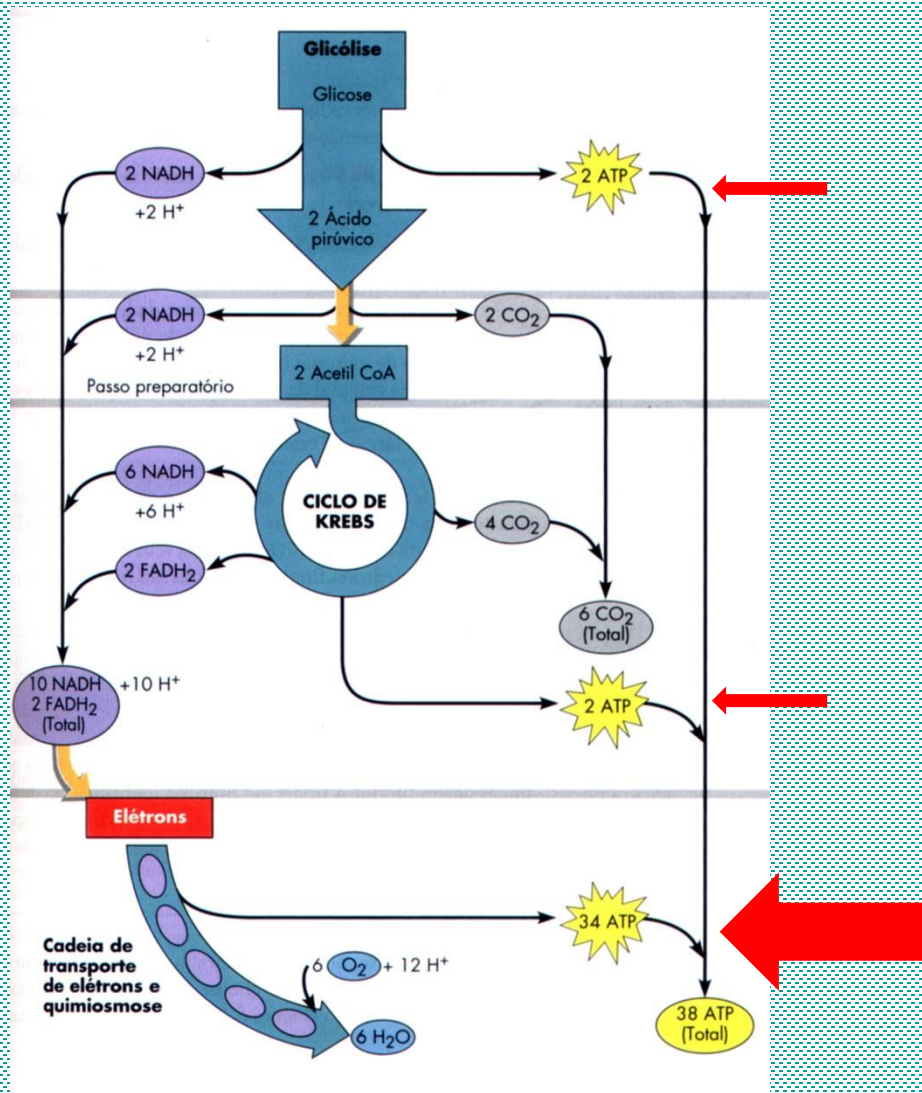 Glicólise
Glicose
2 NADH
+2 H⁺
2 ATP
2 Ácido
pirúvico
2 NADH
+2 H⁺
2 CO₂
Passo preparatório
2 Acetil CoA
6 NADH
+6 H⁺
CICLO DE
KREBS
4 CO₂
2 FADH₂
6 CO₂
(Total)
10 NADH
2 FADH₂
(Total)
+10 H⁺
2 ATP
Elétrons
34 ATP
Cadeia de
transporte
de elétrons e
quimiosmose
6 O₂ + 12 H⁺
6 H₂O
38 ATP
(Total)